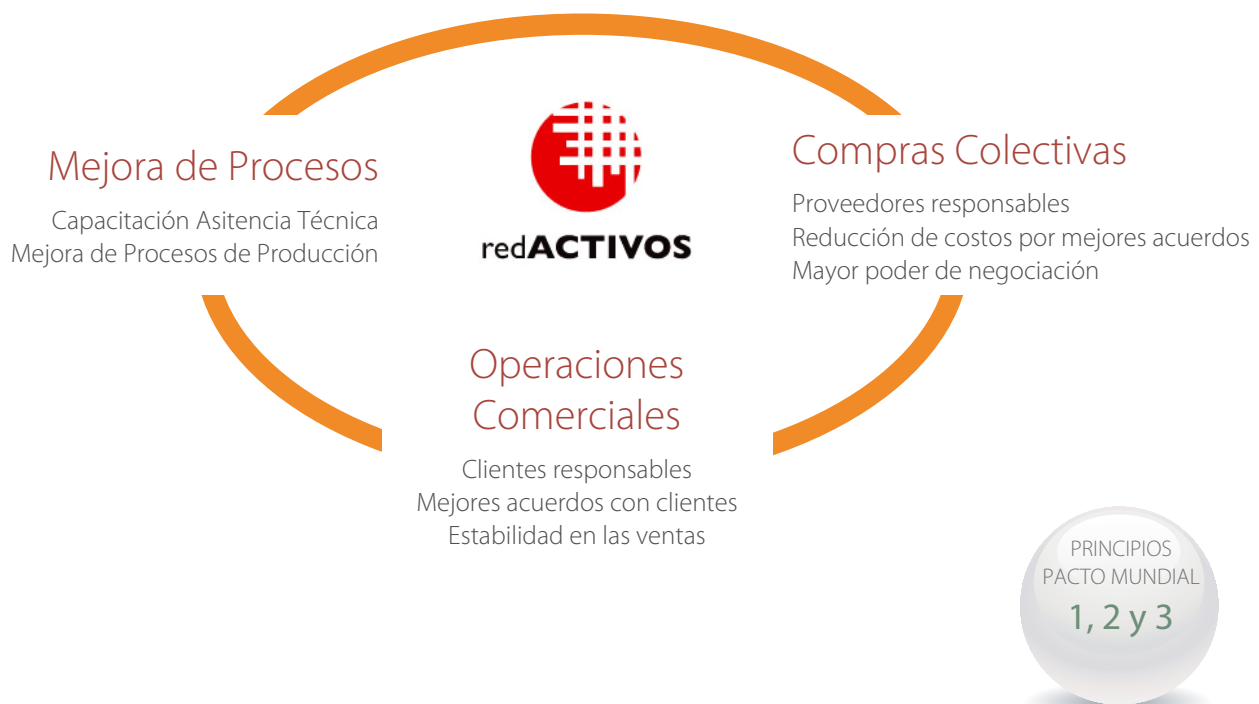 Mejora de Procesos
Capacitación Asitencia Técnica
Mejora de Procesos de Producción
redACTIVOS
Compras Colectivas
Proveedores responsables
Reducción de costos por mejores acuerdos
Mayor poder de negociación
Operaciones
Comerciales
Clientes responsables
Mejores acuerdos con clientes
Estabilidad en las ventas
PRINCIPIOS
PACTO MUNDIAL
1, 2 y 3